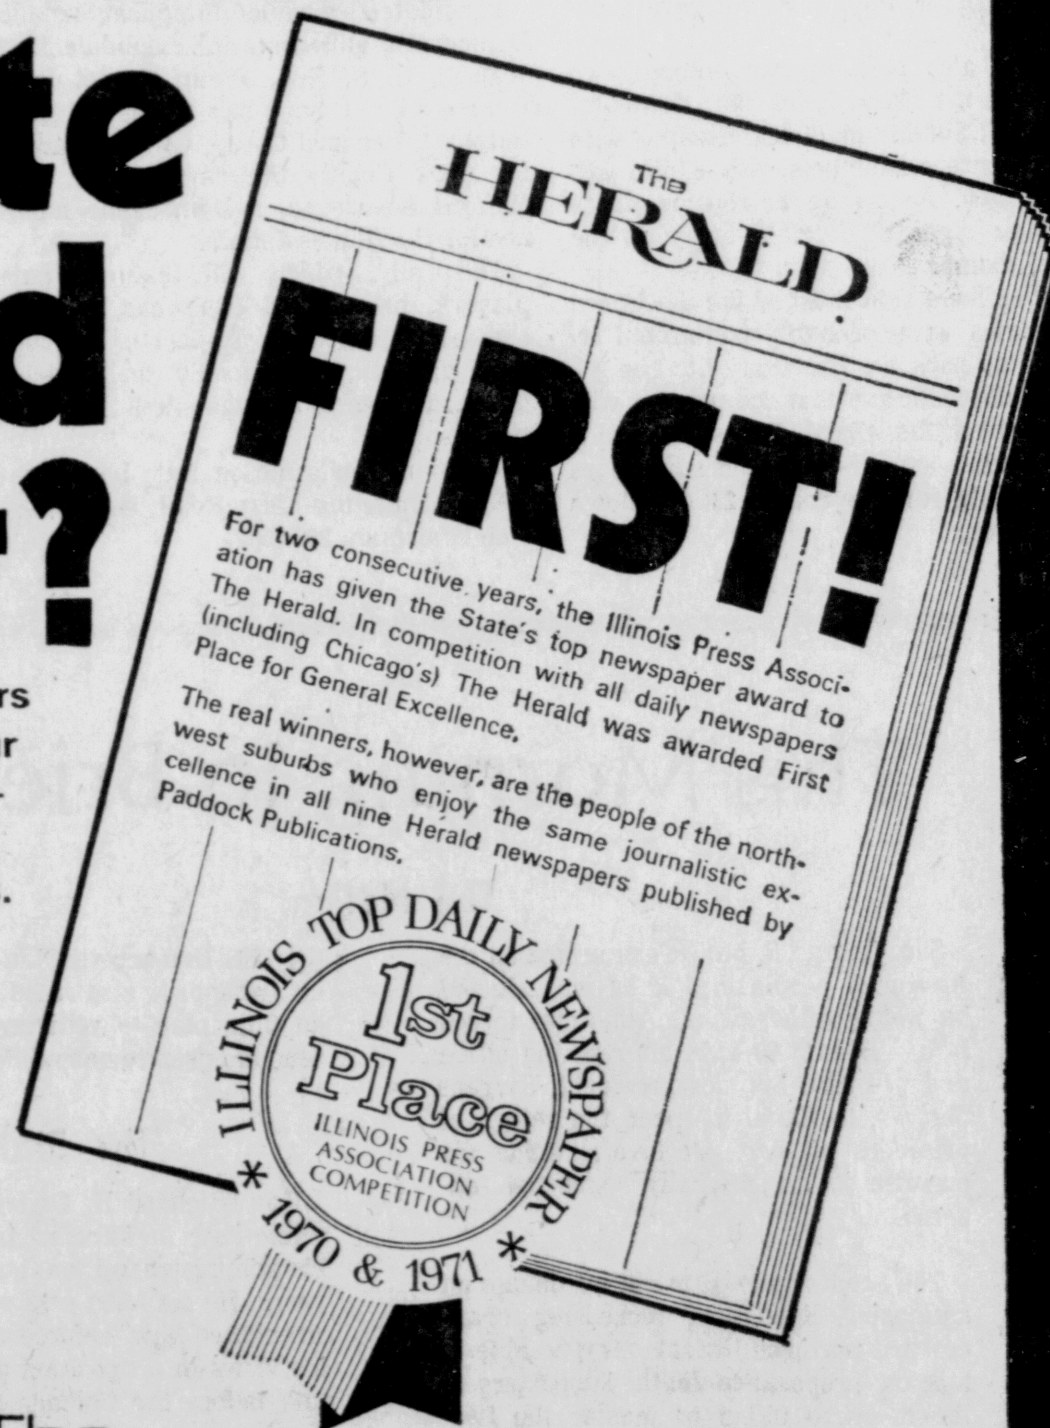 te
d
?
rs
The
HERALD
FIRST!
For two consecutive years, the Illinois Press Associ-
ation has given the State's top newspaper award to
The Herald. In competition with all daily newspapers
(including Chicago's) The Herald was awarded First
Place for General Excellence.
The real winners, however, are the people of the north-
west suburbs who enjoy the same journalistic ex-
cellence in all nine Herald newspapers published by
Paddock Publications.
ILLINOIS TOP DAILY NEWSPAPER
1st
Place
ILLINOIS PRESS
ASSOCIATION
COMPETITION
* 1970 & 1971 *